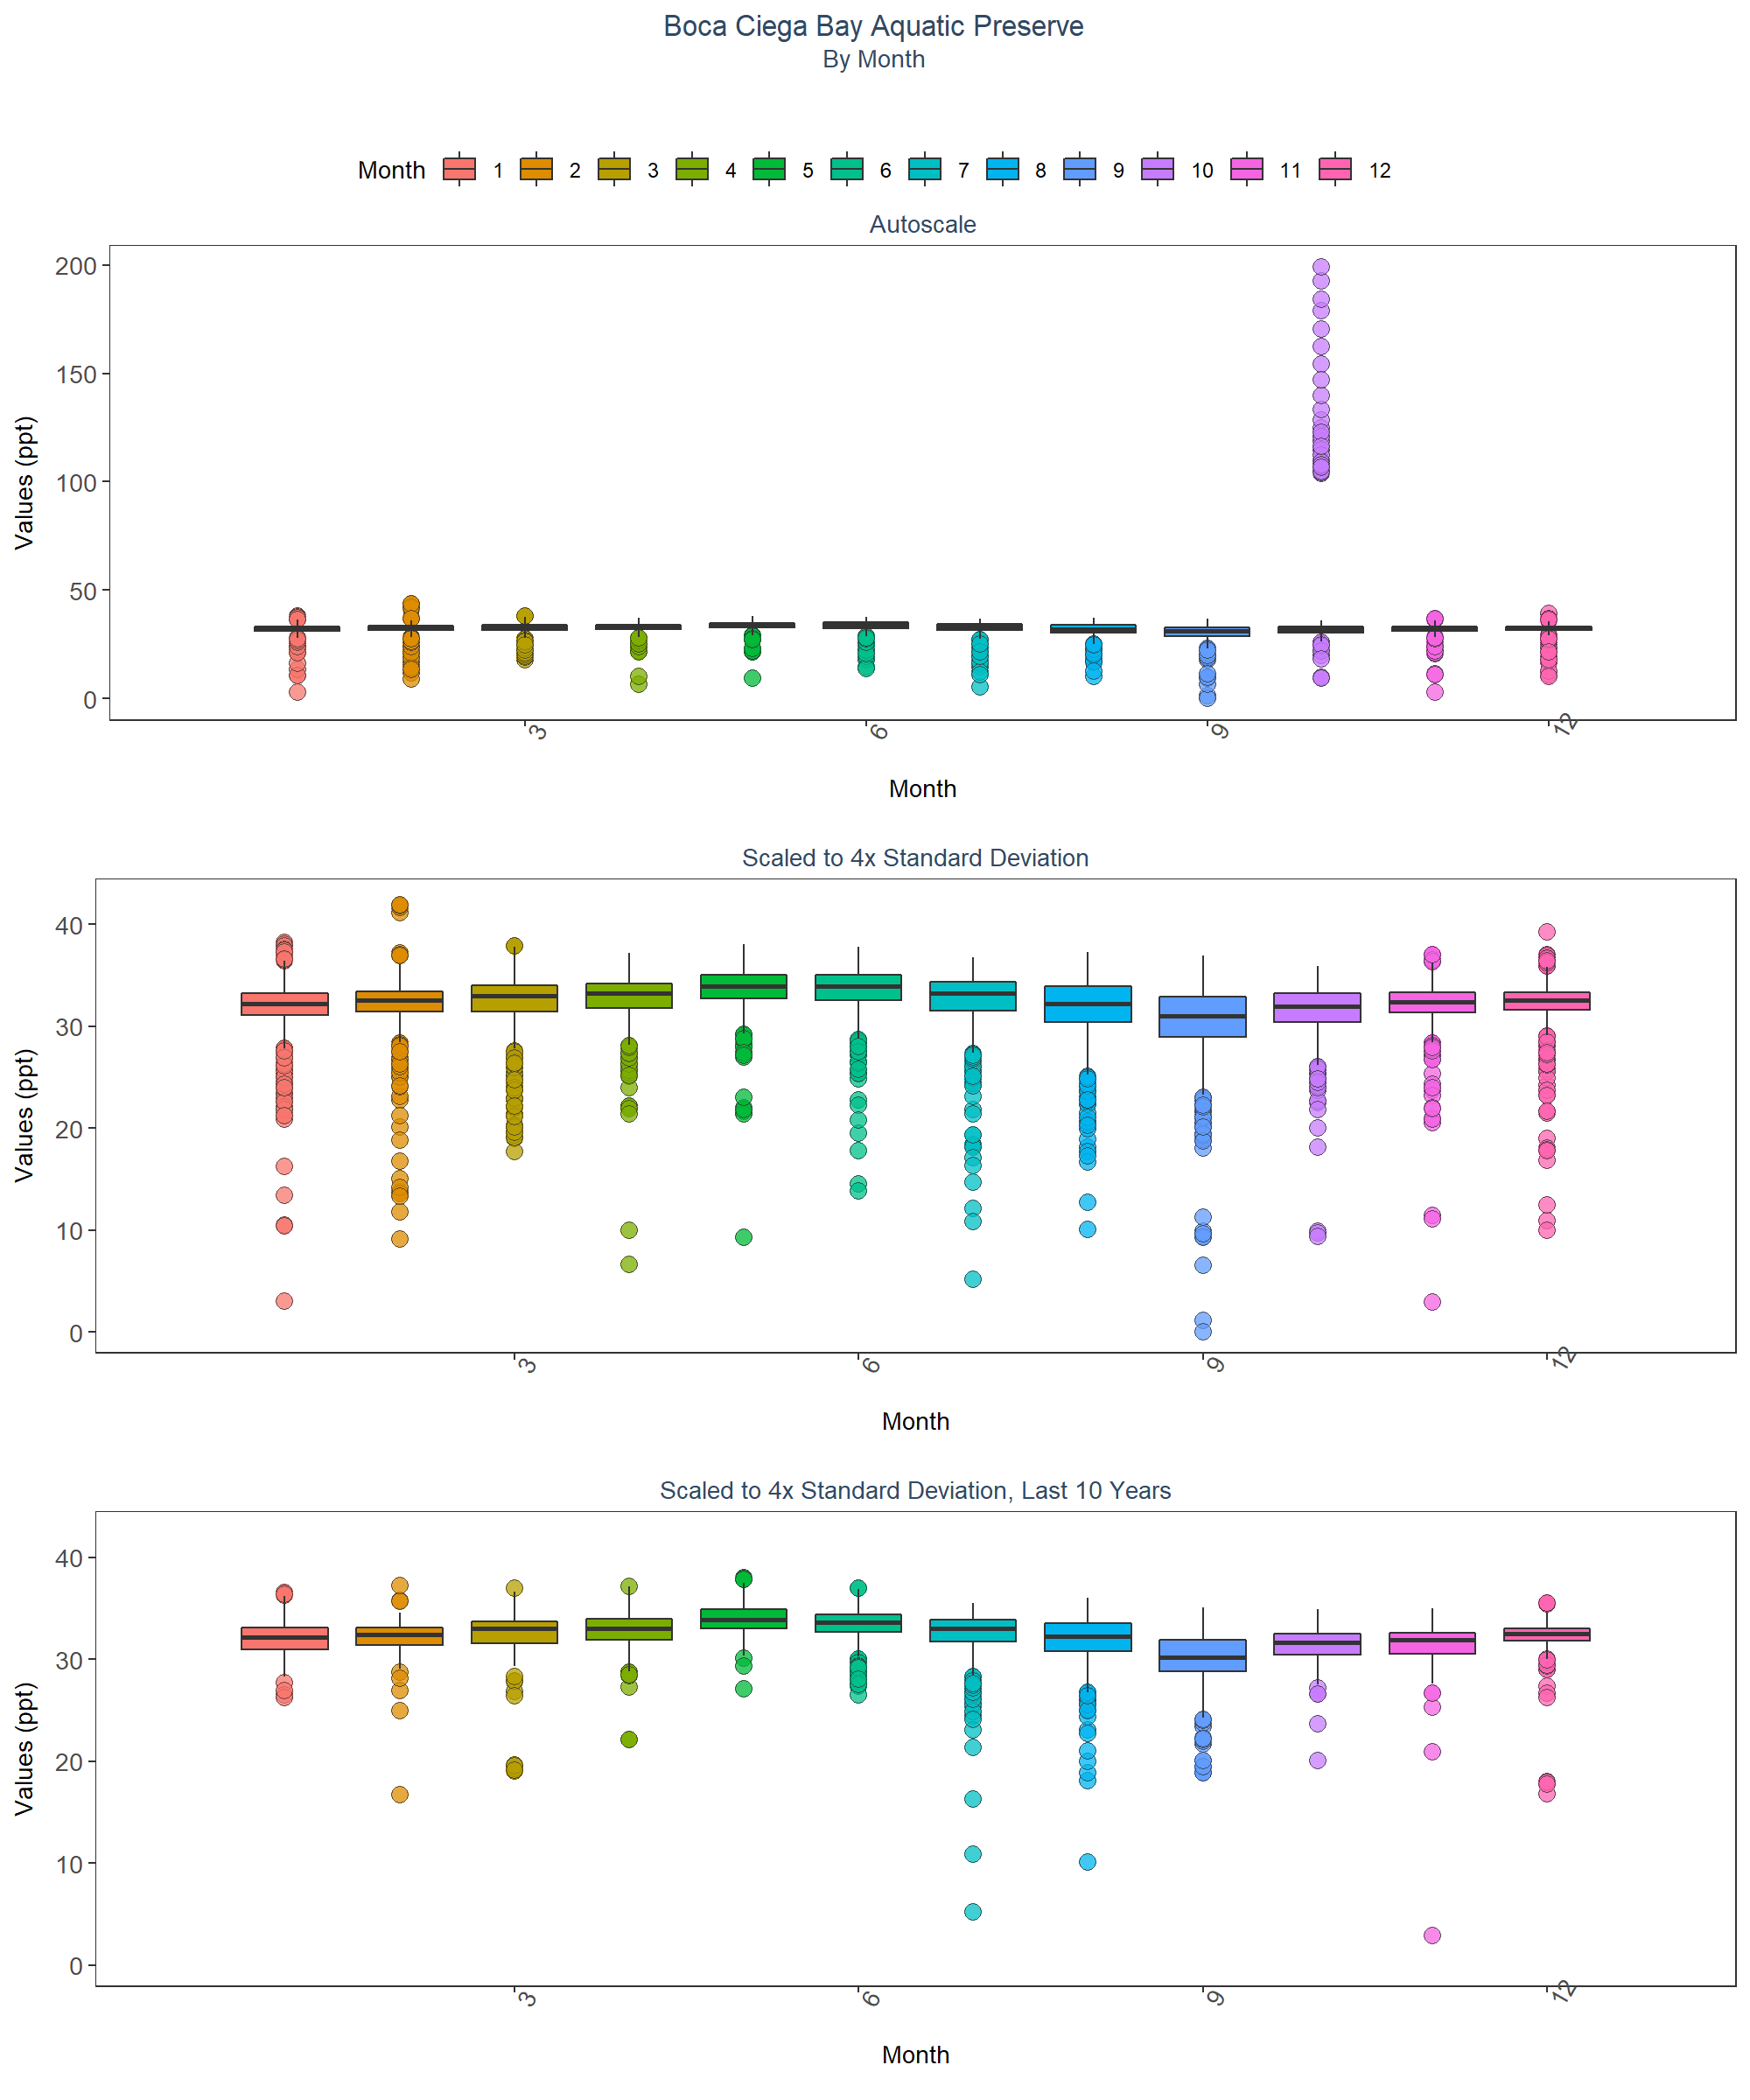 Boca Ciega Bay Aquatic Preserve
By Month
Month 1 2 3 4 5 6 7 8 9 10 11 12
Autoscale
Values (ppt)
200
150
100
50
0
3 6 9 12
Month
Scaled to 4x Standard Deviation
Values (ppt)
40
30
20
10
0
3 6 9 12
Month
Scaled to 4x Standard Deviation, Last 10 Years
Values (ppt)
40
30
20
10
0
3 6 9 12
Month